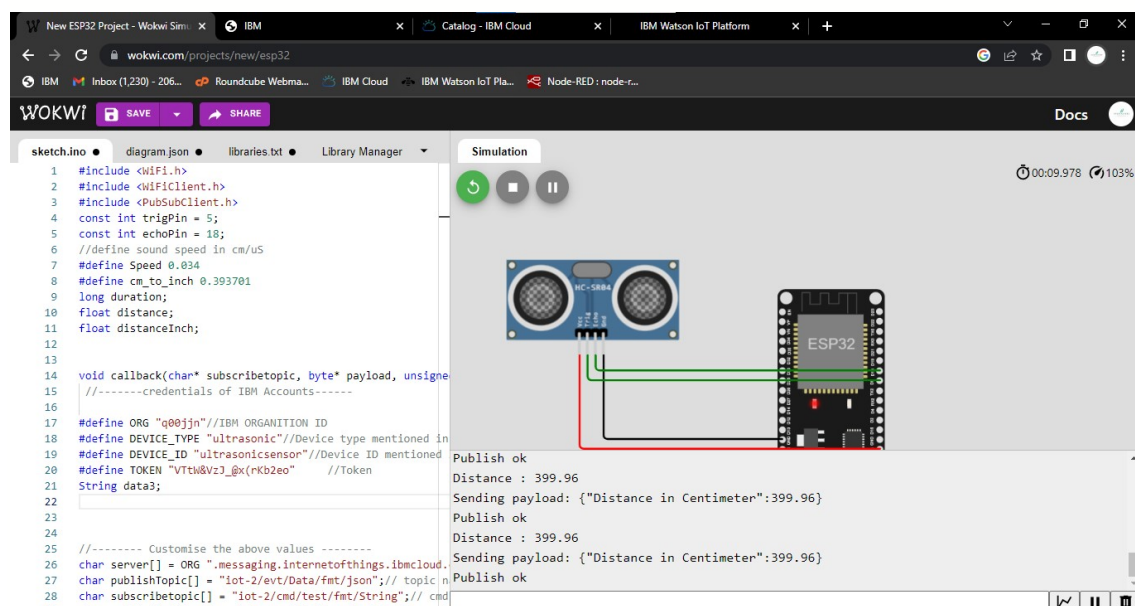 New ESP32 Project - Wokwi Simu
IBM
Catalog - IBM Cloud
IBM Watson IoT Platform
wokwi.com/projects/new/esp32
IBM
Inbox (1,230) - 206...
Roundcube Webma...
IBM Cloud
IBM Watson IoT Pla...
Node-RED : node-r...
WOKWI
SAVE
SHARE
Docs
sketch.ino
diagram.json
libraries.txt
Library Manager
Simulation
00:09.978
103%
1 #include <WiFi.h>
2 #include <WiFiClient.h>
3 #include <PubSubClient.h>
4 const int trigPin = 5;
5 const int echoPin = 18;
6 //define sound speed in cm/uS
7 #define Speed 0.034
8 #define cm_to_inch 0.393701
9 long duration;
10 float distance;
11 float distanceInch;
12
13
14 void callback(char* subscribetopic, byte* payload, unsigne
15 //-------credentials of IBM Accounts------
16
17 #define ORG "q00jjn"//IBM ORGANITION ID
18 #define DEVICE_TYPE "ultrasonic"//Device type mentioned in
19 #define DEVICE_ID "ultrasonicsensor"//Device ID mentioned
20 #define TOKEN "VTtW&VzJ_@x(rKb2eo" //Token
21 String data3;
22
23
24
25 //-------- Customise the above values --------
26 char server[] = ORG ".messaging.internetofthings.ibmcloud.
27 char publishTopic[] = "iot-2/evt/Data/fmt/json";// topic n
28 char subscribetopic[] = "iot-2/cmd/test/fmt/String";// cmd
HC-SR04
Vcc
Trig
Echo
Gnd
ESP32
Publish ok
Distance : 399.96
Sending payload: {"Distance in Centimeter":399.96}
Publish ok
Distance : 399.96
Sending payload: {"Distance in Centimeter":399.96}
Publish ok